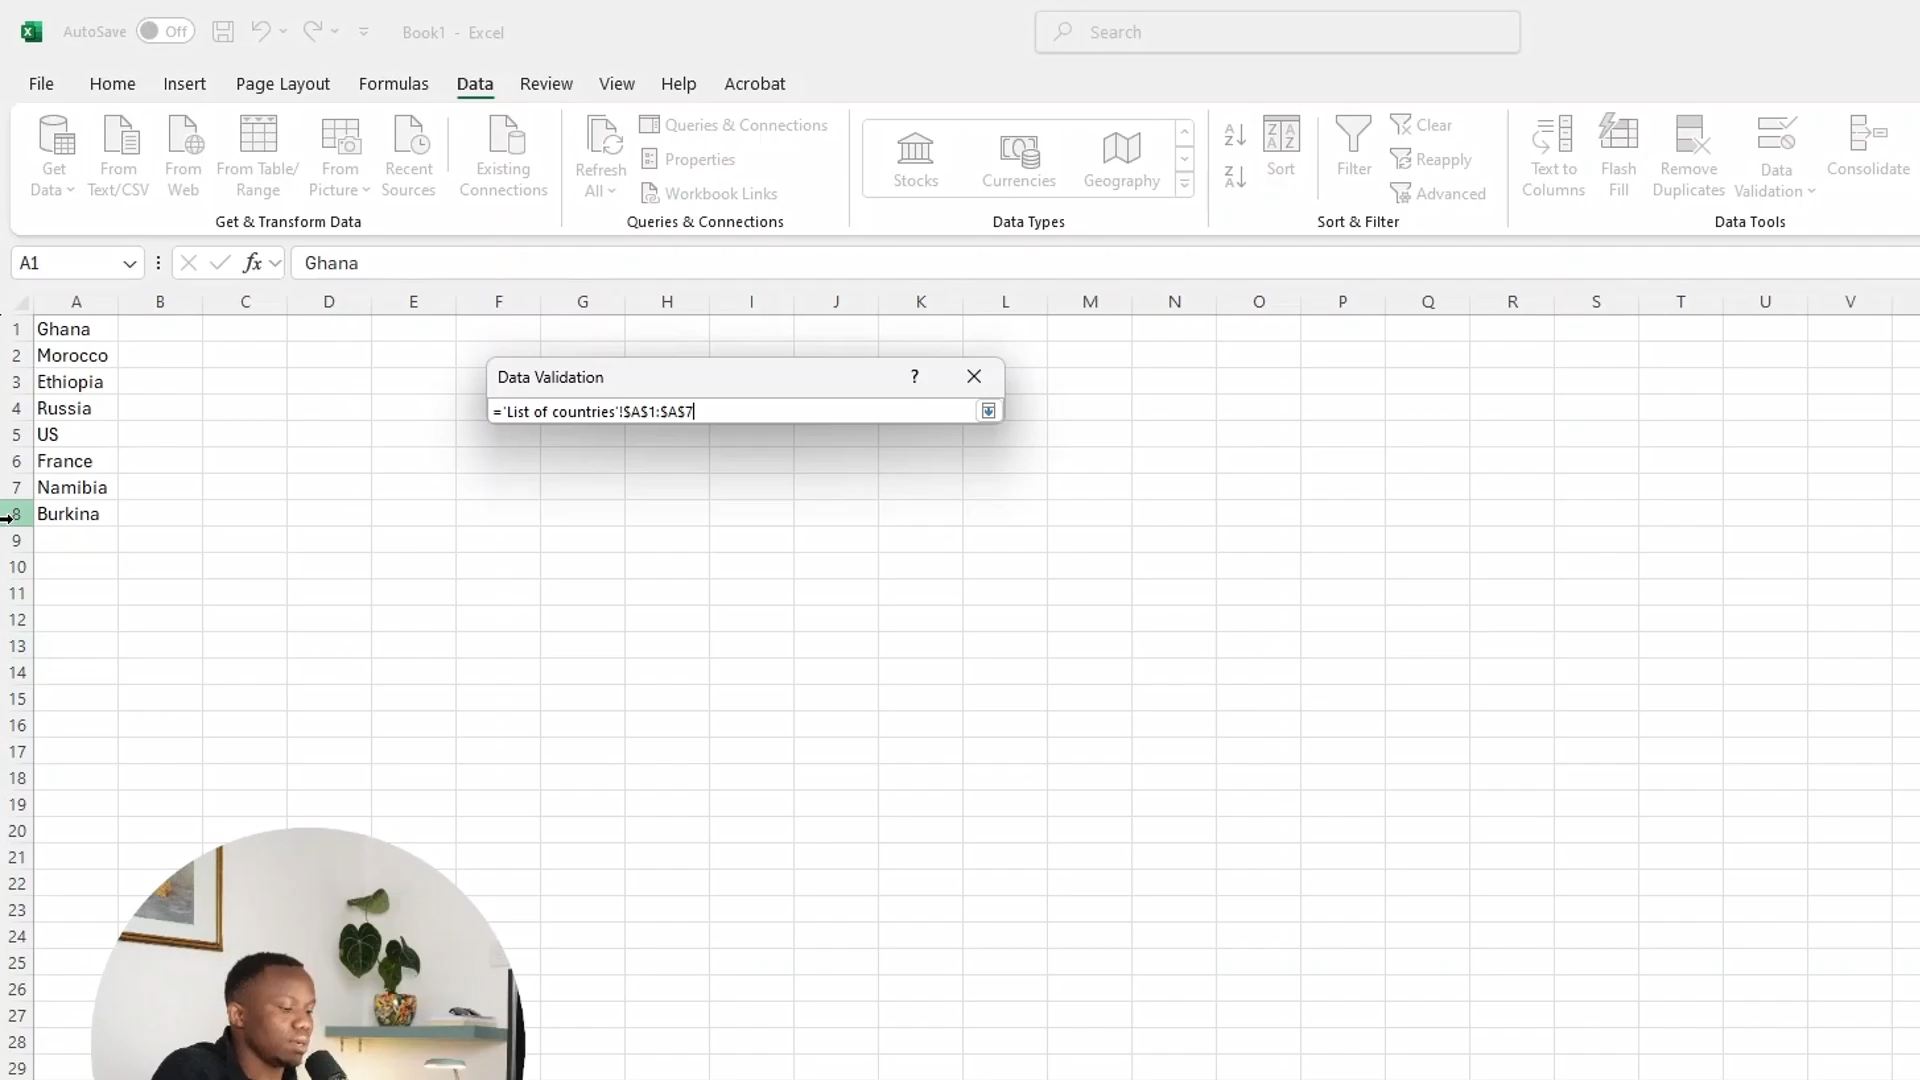 AutoSave Off Book1 - Excel Search
File Home Insert Page Layout Formulas Data Review View Help Acrobat
Get Data
From Text/CSV
From Web
From Table/ Range
From Picture
Recent Sources
Existing Connections
Get & Transform Data
Refresh All
Queries & Connections
Properties
Workbook Links
Queries & Connections
Stocks
Currencies
Geography
Data Types
Sort
Filter
Clear
Reapply
Advanced
Sort & Filter
Text to Columns
Flash Fill
Remove Duplicates
Data Validation
Consolidate
Data Tools
A1 fx Ghana
A B C D E F G H I J K L M N O P Q R S T U V
1 Ghana
2 Morocco
3 Ethiopia
4 Russia
5 US
6 France
7 Namibia
8 Burkina
9
10
11
12
13
14
15
16
17
18
19
20
21
22
23
24
25
26
27
28
29
Data Validation ?
='List of countries'!$A$1:$A$7